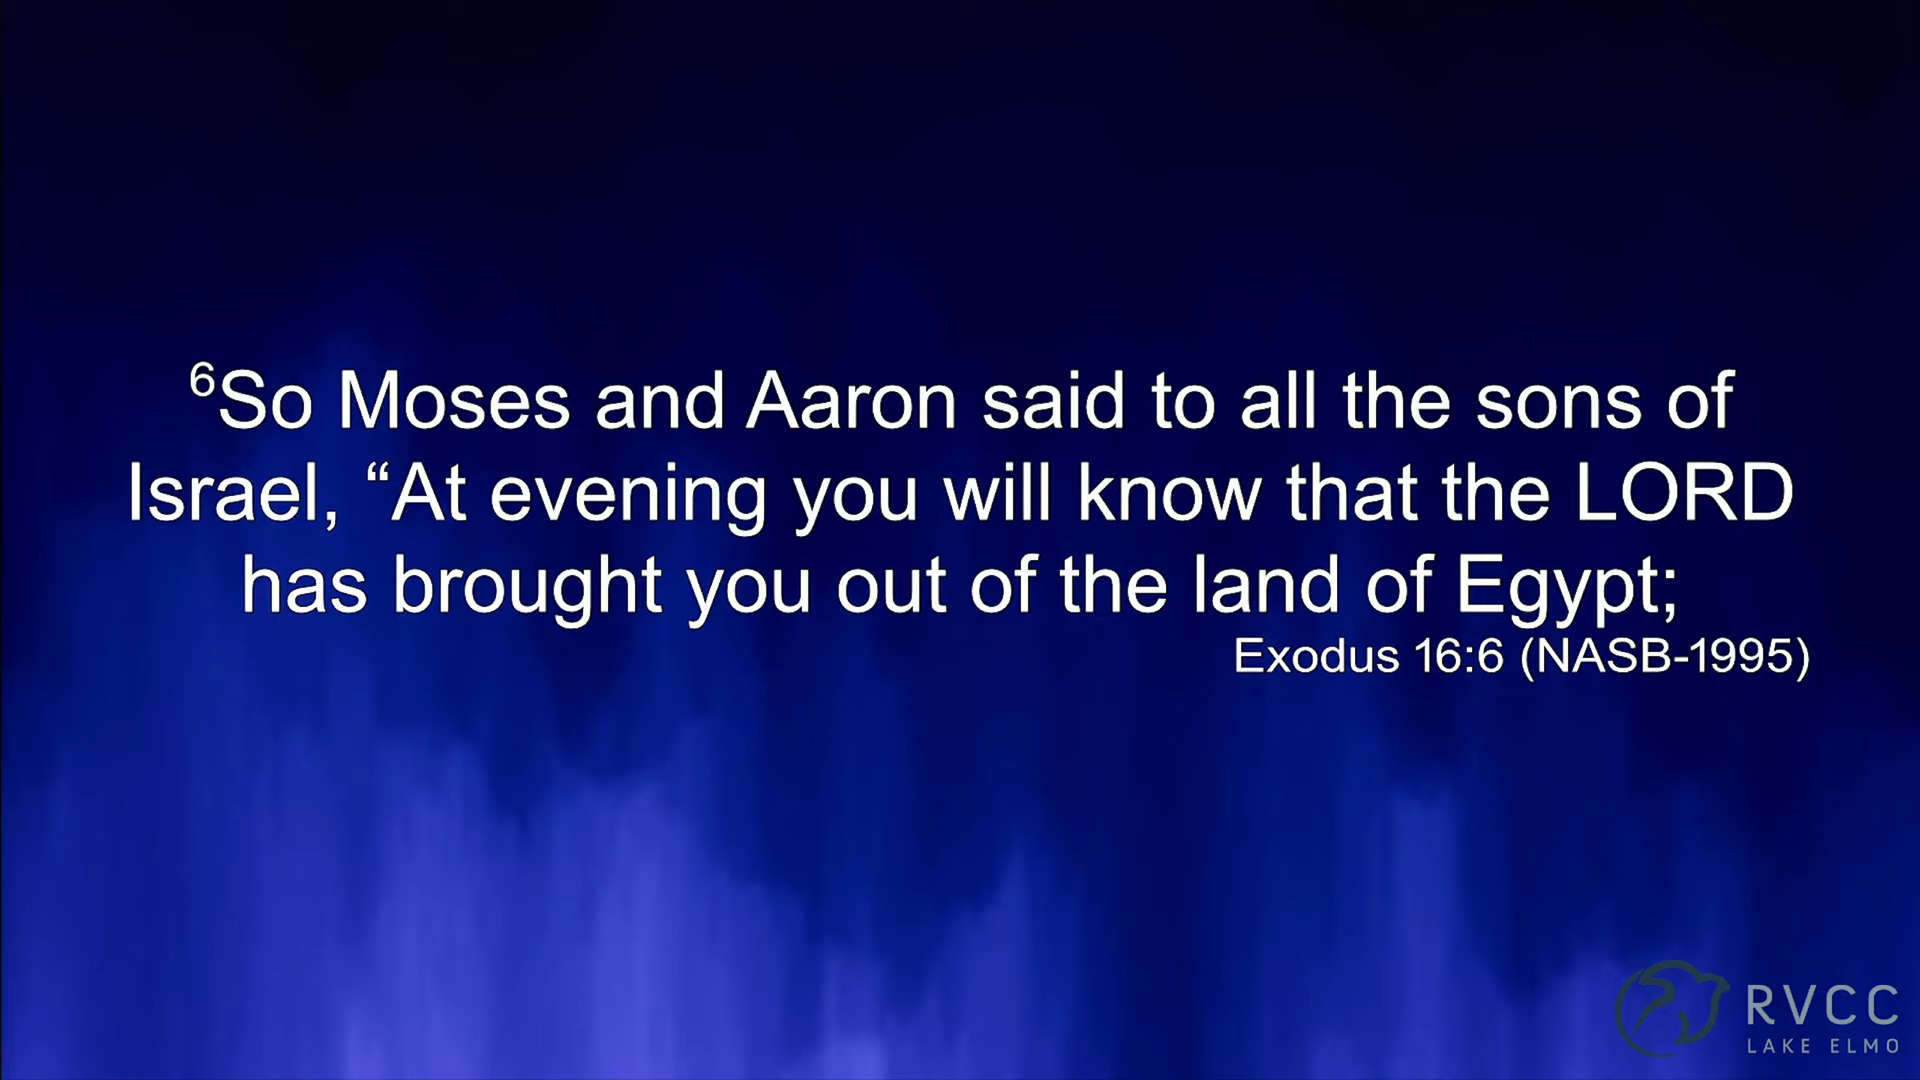 ⁶So Moses and Aaron said to all the sons of
Israel, “At evening you will know that the LORD
has brought you out of the land of Egypt;
Exodus 16:6 (NASB-1995)
RVCC
LAKE ELMO